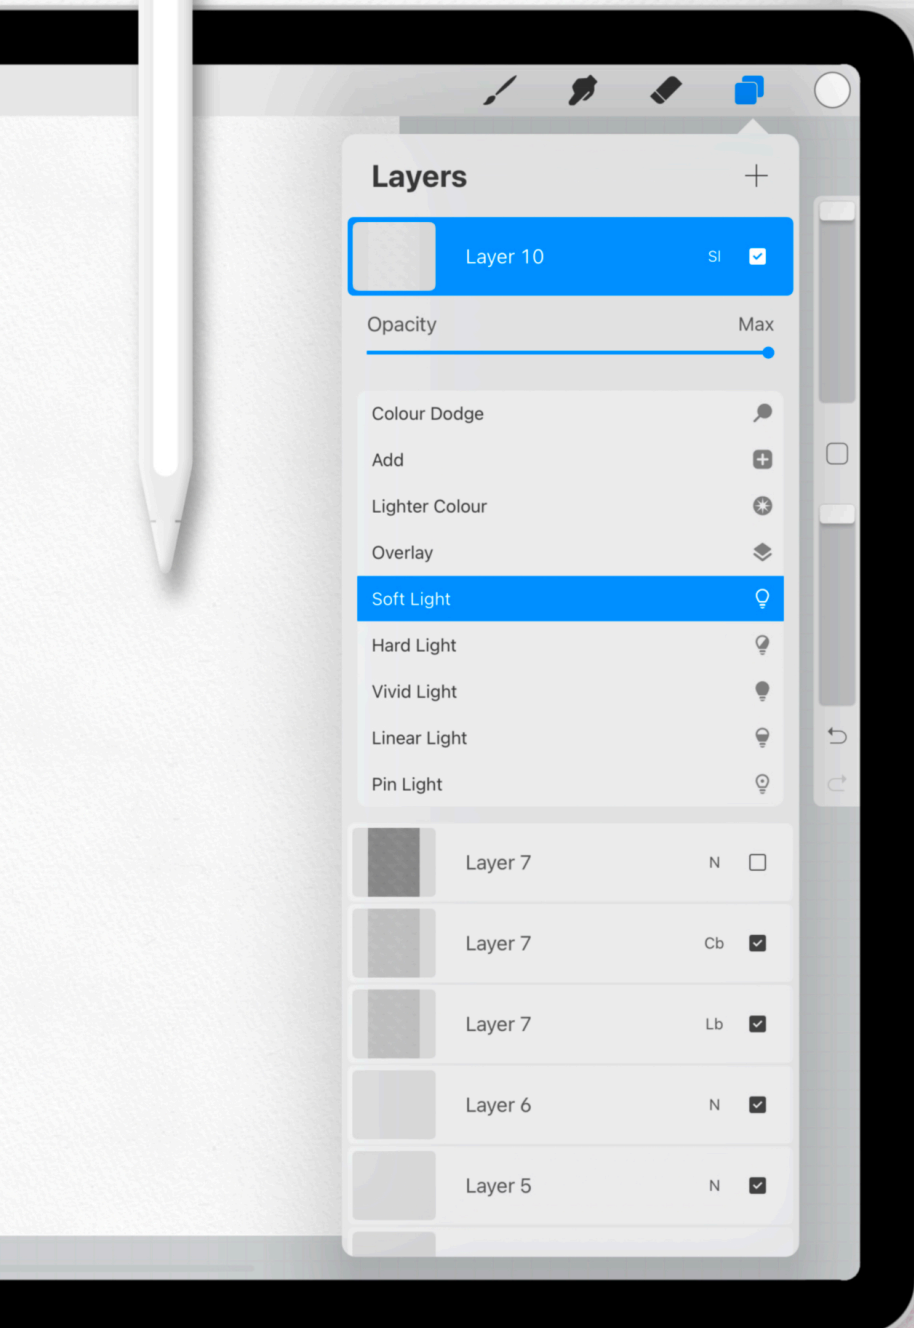 Layers
Layer 10 Sl
Opacity Max
Colour Dodge
Add
Lighter Colour
Overlay
Soft Light
Hard Light
Vivid Light
Linear Light
Pin Light
Layer 7 N
Layer 7 Cb
Layer 7 Lb
Layer 6 N
Layer 5 N